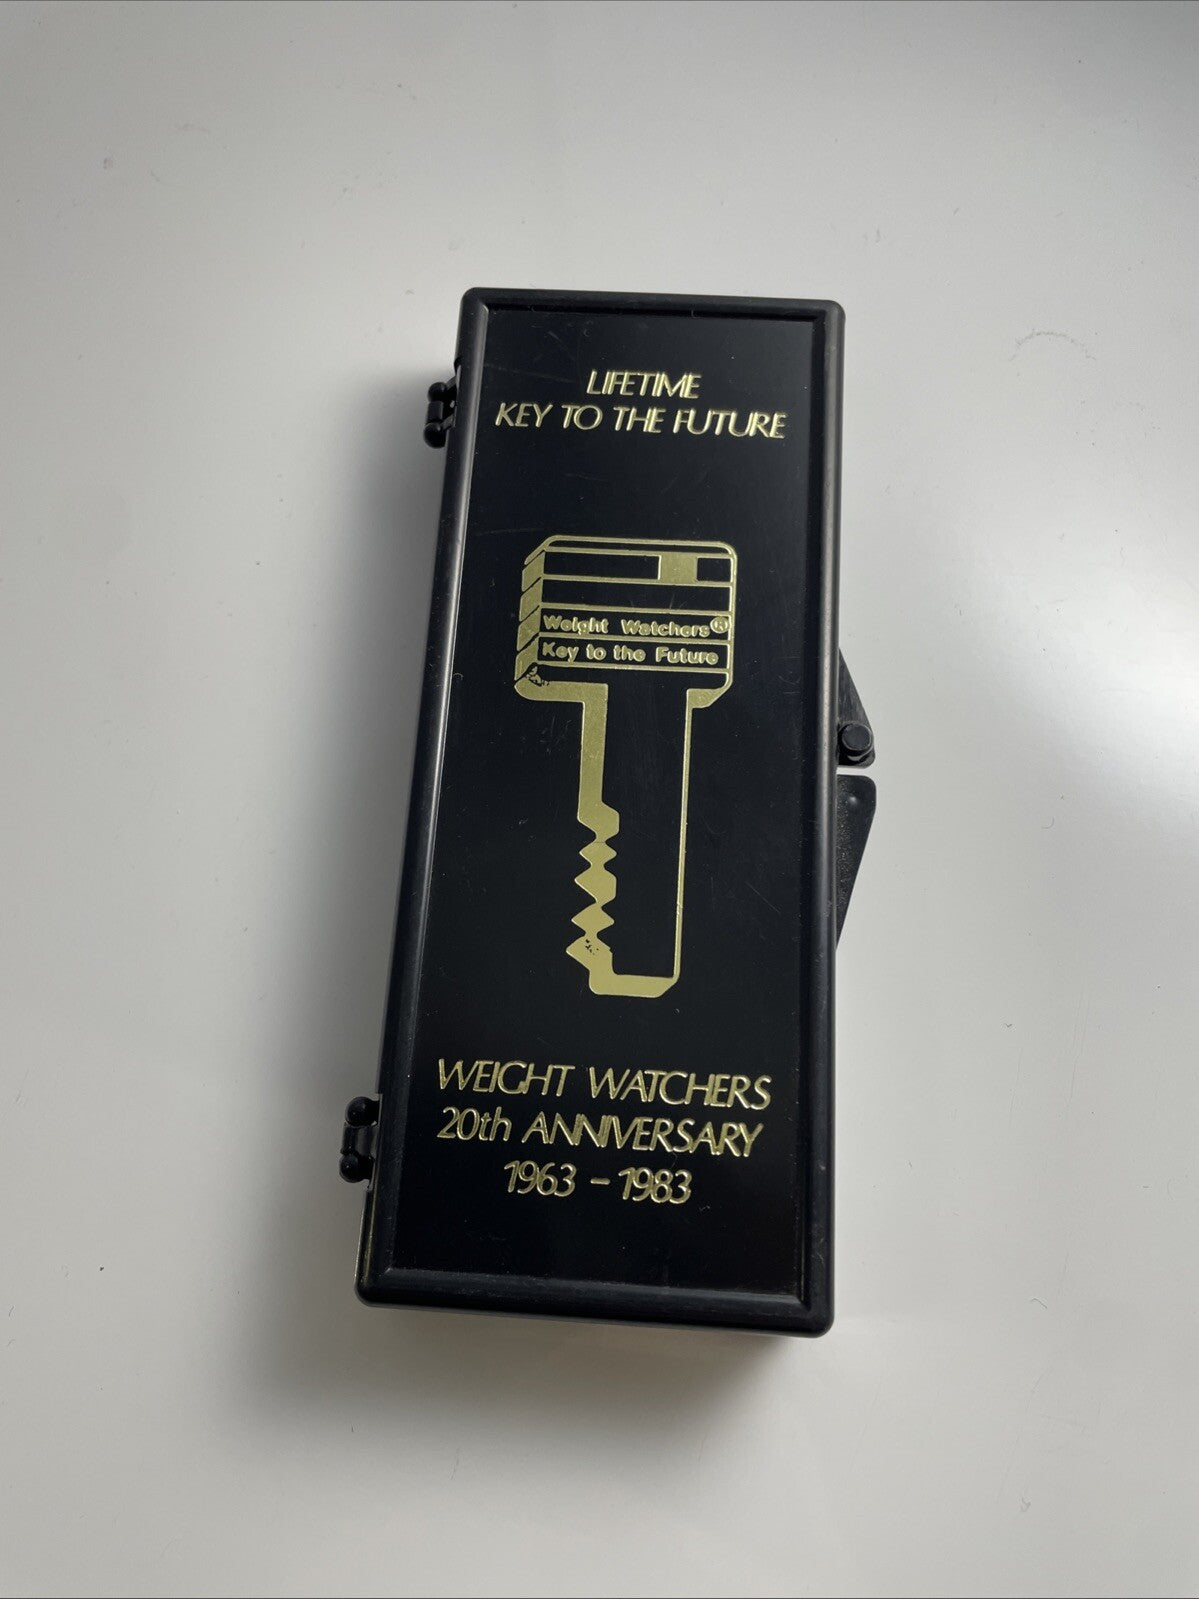 LIFETIME
KEY TO THE FUTURE
Weight Watchers®
Key to the Future
WEIGHT WATCHERS
20th ANNIVERSARY
1963 – 1983